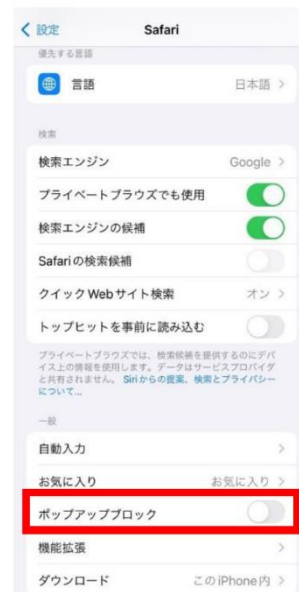 設定
Safari
優先する言語
言語
日本語
検索
検索エンジン
Google
プライベートブラウズでも使用
検索エンジンの候補
Safariの検索候補
クイックWebサイト検索
オン
トップヒットを事前に読み込む
プライベートブラウズでは、検索候補を提供するのにデバ
イス上の情報を使用します。データはサービスプロバイダ
と共有されません。Siriからの提案、検索とプライバシー
について...
一般
自動入力
お気に入り
お気に入り
ポップアップブロック
機能拡張
ダウンロード
このiPhone内